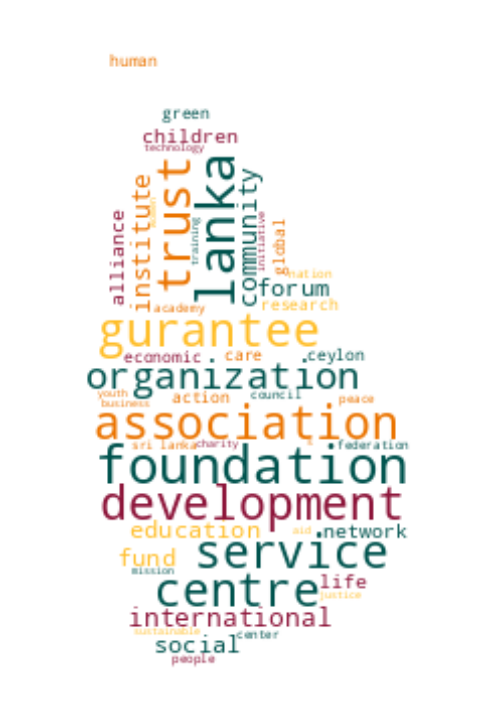 human
green
children
technology
trust
lanka
institute
community
alliance
training
initiative
global
nation
forum
research
academy
gurantee
economic
care
ceylon
organization
youth
action
council
business
peace
association
sri lanka
charity
federation
foundation
development
education
aid
network
service
fund
mission
centre
life
justice
international
sustainable
center
social
people